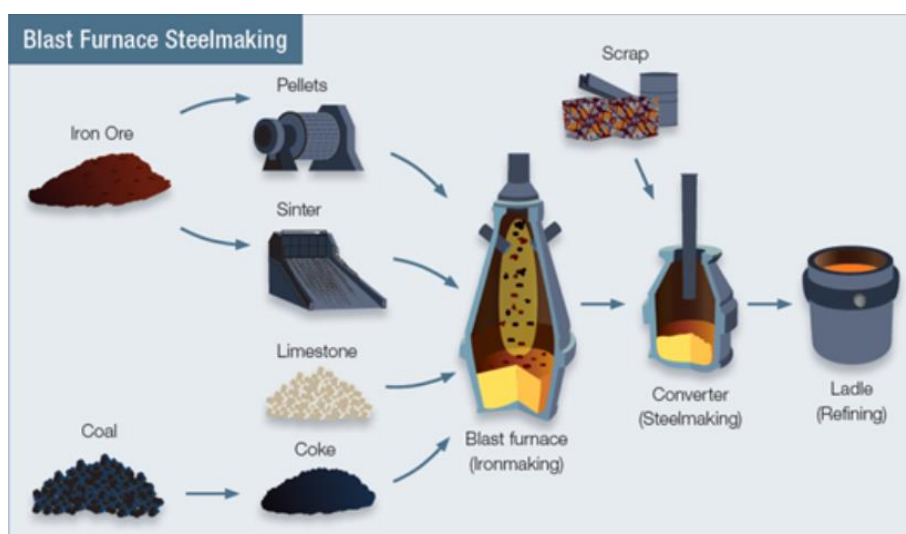 Blast Furnace Steelmaking
Scrap
Pellets
Iron Ore
Sinter
Limestone
Coal
Coke
Blast furnace
(Ironmaking)
Converter
(Steelmaking)
Ladle
(Refining)